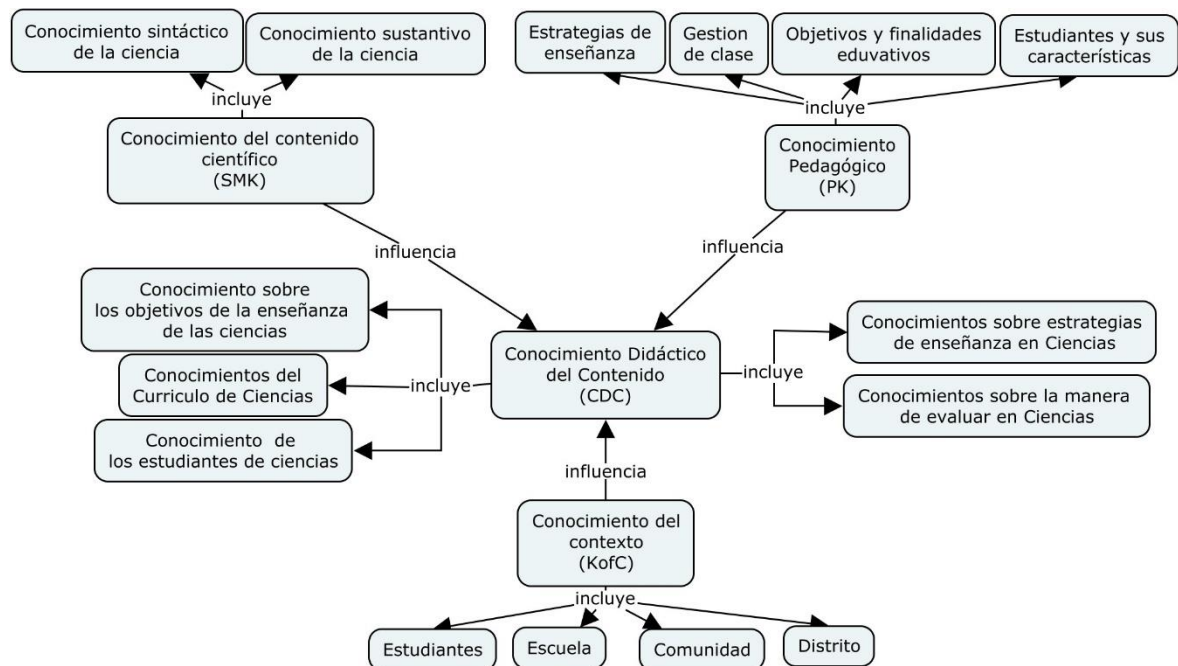 Conocimiento sintáctico
de la ciencia
Conocimiento sustantivo
de la ciencia
Estrategias de
enseñanza
Gestion
de clase
Objetivos y finalidades
eduvativos
Estudiantes y sus
características
incluye
incluye
Conocimiento del contenido
científico
(SMK)
Conocimiento
Pedagógico
(PK)
influencia
influencia
Conocimiento sobre
los objetivos de la enseñanza
de las ciencias
Conocimientos del
Curriculo de Ciencias
Conocimiento de
los estudiantes de ciencias
incluye
Conocimiento Didáctico
del Contenido
(CDC)
incluye
Conocimientos sobre estrategias
de enseñanza en Ciencias
Conocimientos sobre la manera
de evaluar en Ciencias
influencia
Conocimiento del
contexto
(KofC)
incluye
Estudiantes
Escuela
Comunidad
Distrito